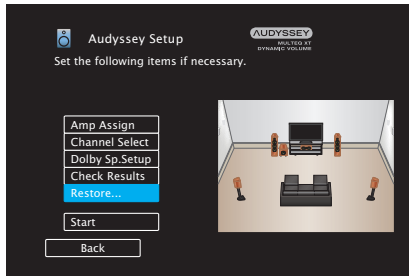 Audyssey Setup
AUDYSSEY
MULTEQ XT
DYNAMIC VOLUME
Set the following items if necessary.
Amp Assign
Channel Select
Dolby Sp.Setup
Check Results
Restore...
Start
Back